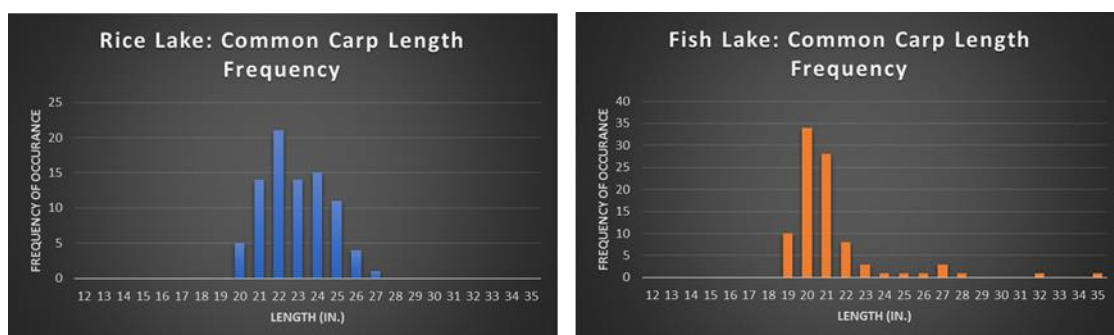 Rice Lake: Common Carp Length
Frequency
FREQUENCY OF OCCURANCE
25
20
15
10
5
0
12 13 14 15 16 17 18 19 20 21 22 23 24 25 26 27 28 29 30 31 32 33 34 35
LENGTH (IN.)
Fish Lake: Common Carp Length
Frequency
FREQUENCY OF OCCURANCE
40
35
30
25
20
15
10
5
0
12 13 14 15 16 17 18 19 20 21 22 23 24 25 26 27 28 29 30 31 32 33 34 35
LENGTH (IN.)